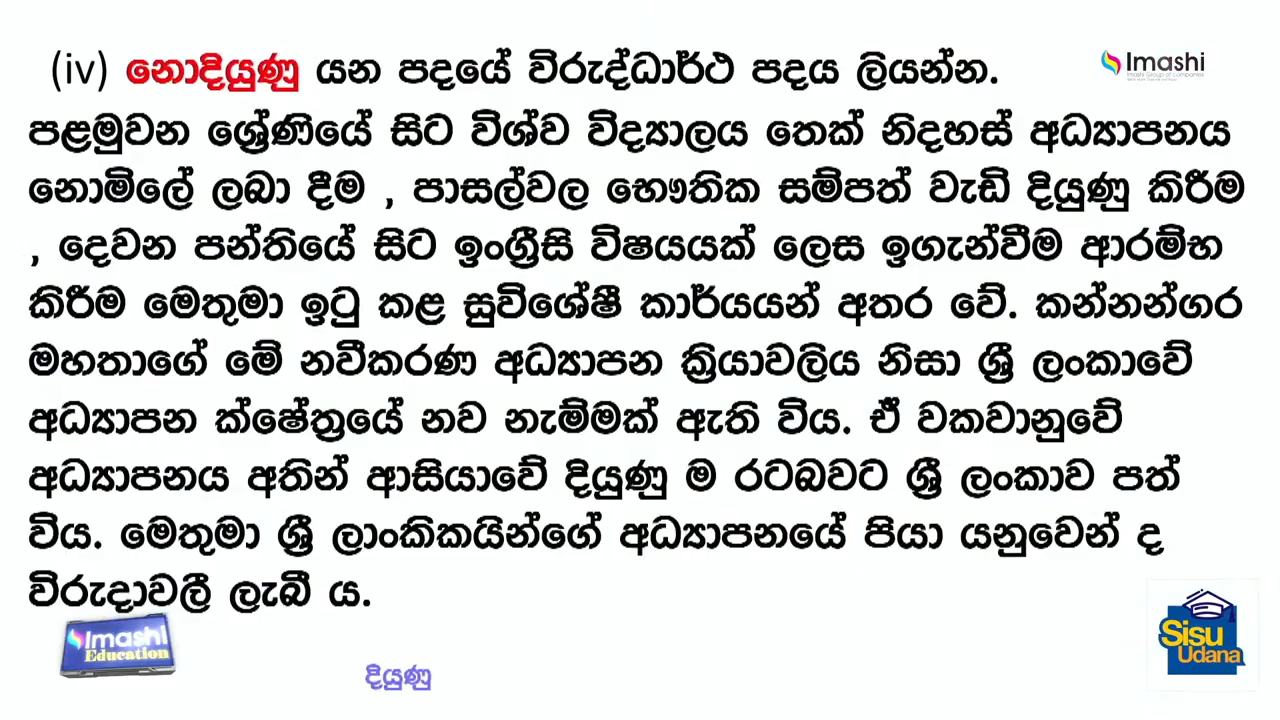 (iv) නොදියුණු යන පදයේ විරුද්ධාර්ථ පදය ලියන්න.
Imashi
පළමුවන ශ්‍රේණියේ සිට විශ්ව විද්‍යාලය තෙක් නිදහස් අධ්‍යාපනය
නොමිලේ ලබා දීම , පාසල්වල භෞතික සම්පත් වැඩි දියුණු කිරීම
, දෙවන පන්තියේ සිට ඉංග්‍රීසි විෂයයක් ලෙස ඉගැන්වීම ආරම්භ
කිරීම මෙතුමා ඉටු කළ සුවිශේෂී කාර්යයන් අතර වේ. කන්නන්ගර
මහතාගේ මේ නවීකරණ අධ්‍යාපන ක්‍රියාවලිය නිසා ශ්‍රී ලංකාවේ
අධ්‍යාපන ක්ෂේත්‍රයේ නව නැම්මක් ඇති විය. ඒ වකවානුවේ
අධ්‍යාපනය අතින් ආසියාවේ දියුණු ම රටබවට ශ්‍රී ලංකාව පත්
විය. මෙතුමා ශ්‍රී ලාංකිකයින්ගේ අධ්‍යාපනයේ පියා යනුවෙන් ද
විරුදාවලී ලැබී ය.
Imashi
Education
දියුණු
Sisu
Udana